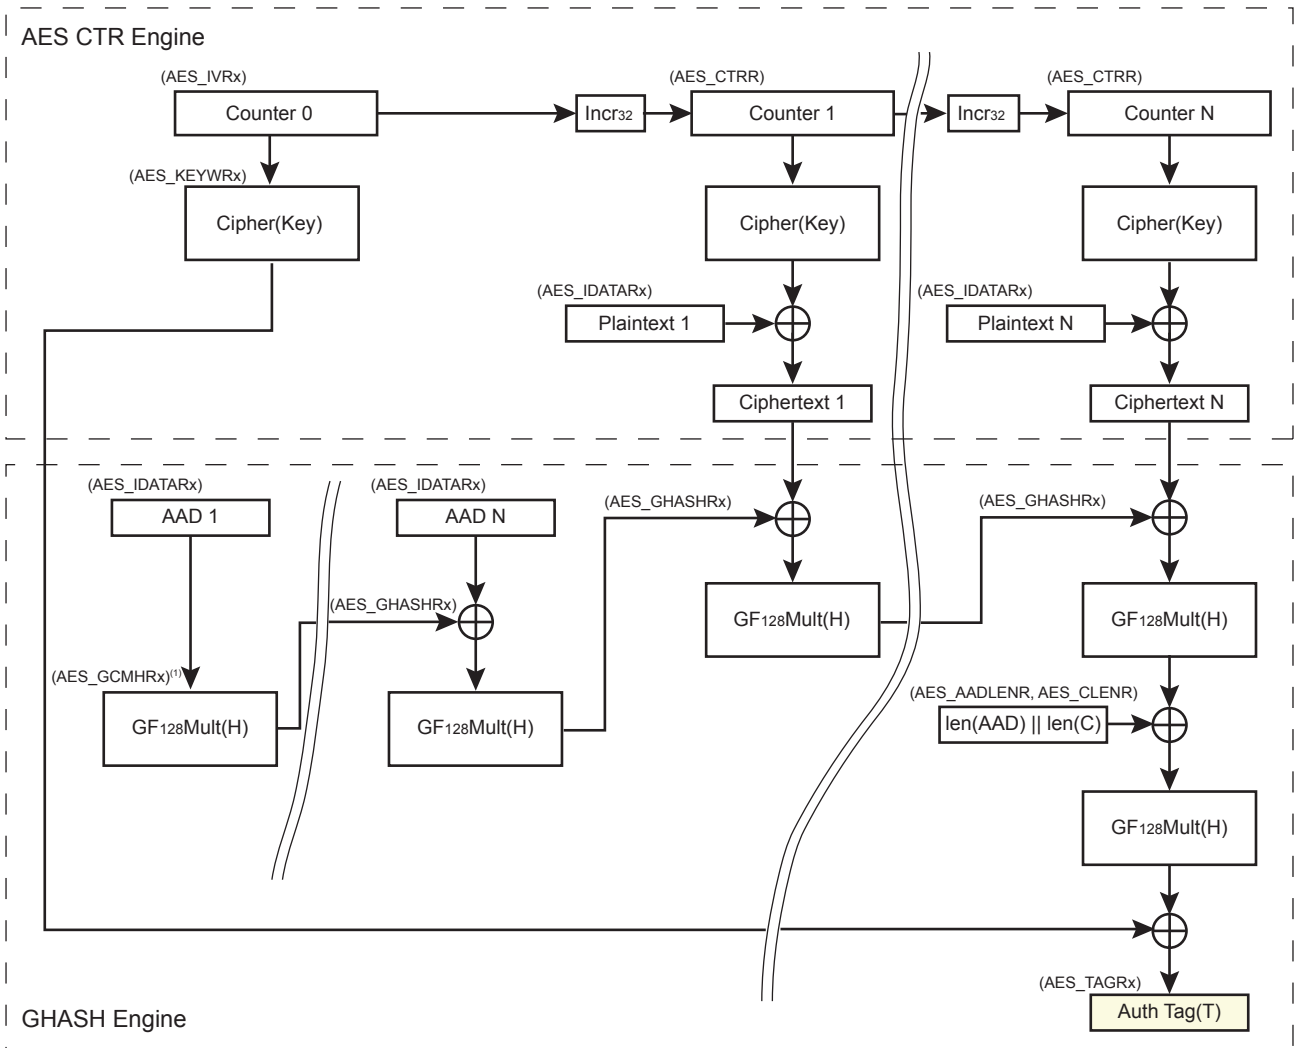 AES CTR Engine
(AES_IVRx)
Counter 0
Incr32
(AES_CTRR)
Counter 1
Incr32
(AES_CTRR)
Counter N
(AES_KEYWRx)
Cipher(Key)
Cipher(Key)
Cipher(Key)
(AES_IDATARx)
Plaintext 1
(AES_IDATARx)
Plaintext N
Ciphertext 1
Ciphertext N
(AES_IDATARx)
AAD 1
(AES_IDATARx)
AAD N
(AES_GHASHRx)
(AES_GHASHRx)
(AES_GHASHRx)
GF128Mult(H)
GF128Mult(H)
(AES_GCMHRx)(1)
GF128Mult(H)
GF128Mult(H)
(AES_AADLENR, AES_CLENR)
len(AAD) || len(C)
GF128Mult(H)
(AES_TAGRx)
Auth Tag(T)
GHASH Engine